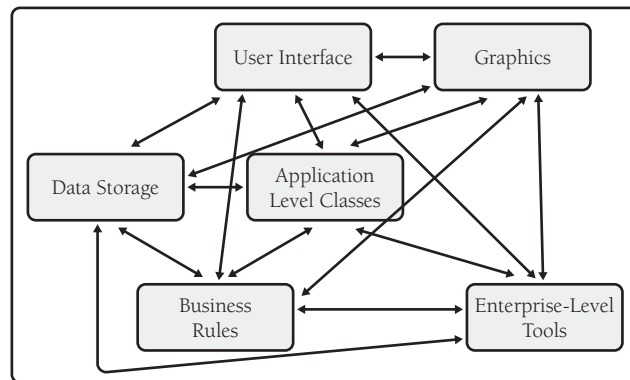 User Interface
Graphics
Data Storage
Application
Level Classes
Business
Rules
Enterprise-Level
Tools